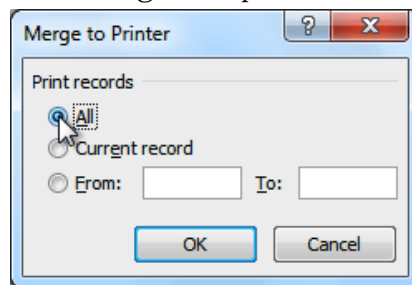 Merge to Printer
Print records
All
Current record
From: To:
OK Cancel